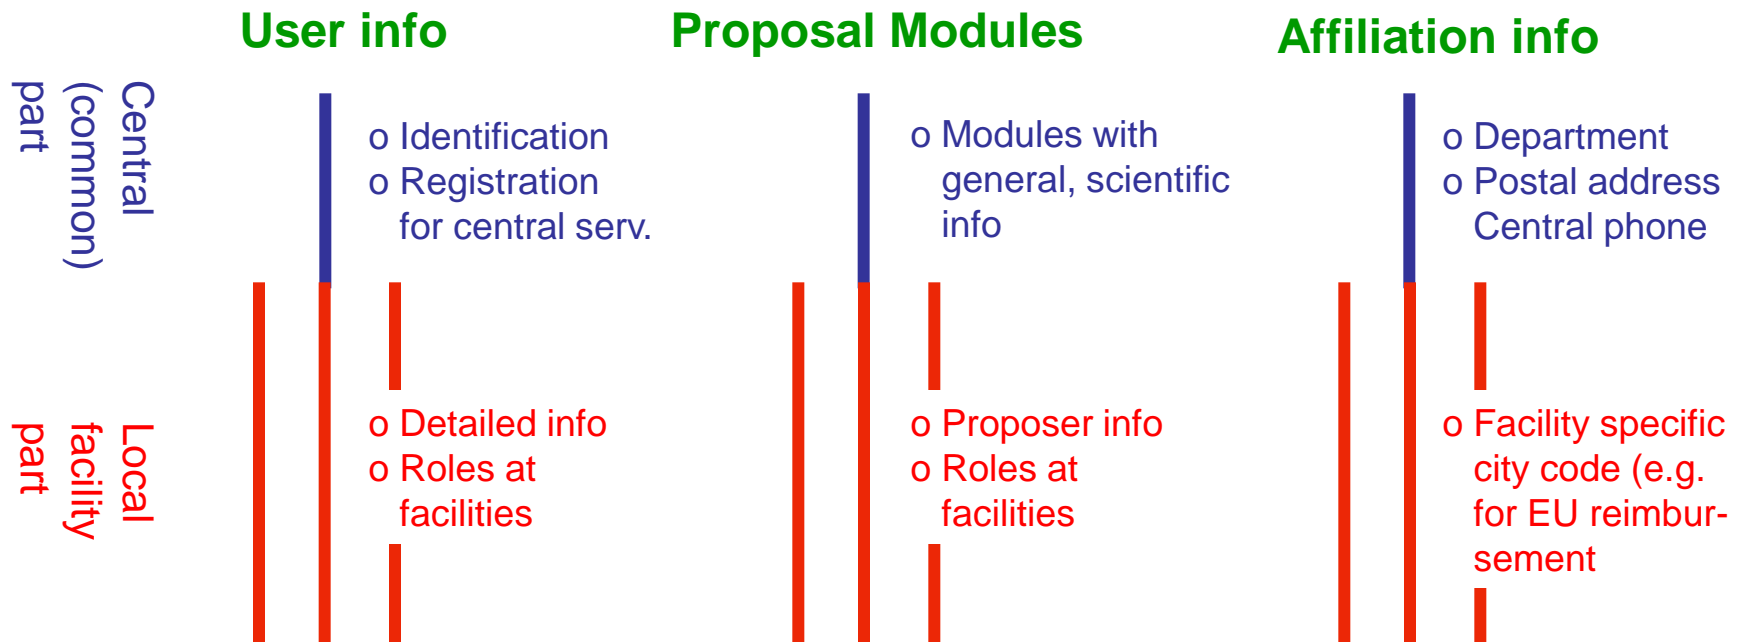 User info
Proposal Modules
Affiliation info
Central
(common)
part
o Identification
o Registration
for central serv.
o Modules with
general, scientific
info
o Department
o Postal address
Central phone
Local
facility
part
o Detailed info
o Roles at
facilities
o Proposer info
o Roles at
facilities
o Facility specific
city code (e.g.
for EU reimbur-
sement